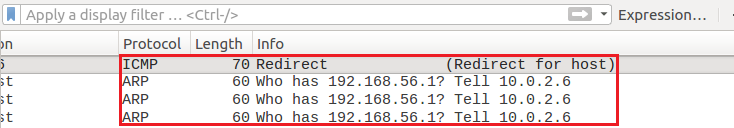 Apply a display filter … <Ctrl-/>
Expression…
on Protocol Length Info
6 ICMP 70 Redirect (Redirect for host)
st ARP 60 Who has 192.168.56.1? Tell 10.0.2.6
st ARP 60 Who has 192.168.56.1? Tell 10.0.2.6
st ARP 60 Who has 192.168.56.1? Tell 10.0.2.6